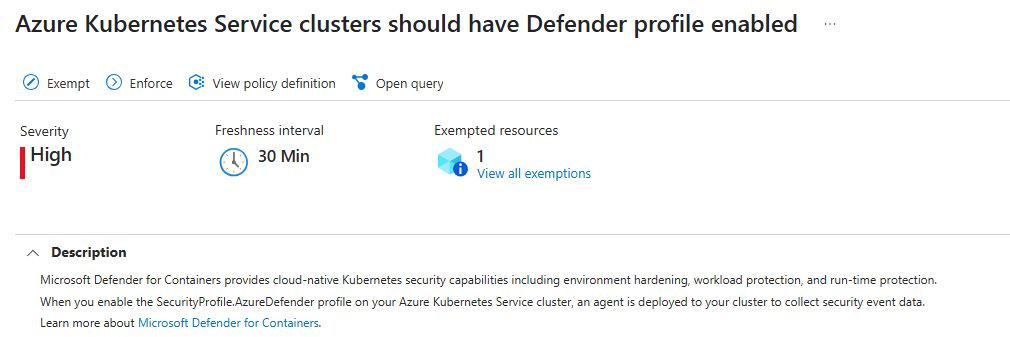 Azure Kubernetes Service clusters should have Defender profile enabled ...
Exempt Enforce View policy definition Open query
Severity Freshness interval Exempted resources
High 30 Min 1
View all exemptions
Description
Microsoft Defender for Containers provides cloud-native Kubernetes security capabilities including environment hardening, workload protection, and run-time protection.
When you enable the SecurityProfile.AzureDefender profile on your Azure Kubernetes Service cluster, an agent is deployed to your cluster to collect security event data.
Learn more about Microsoft Defender for Containers.